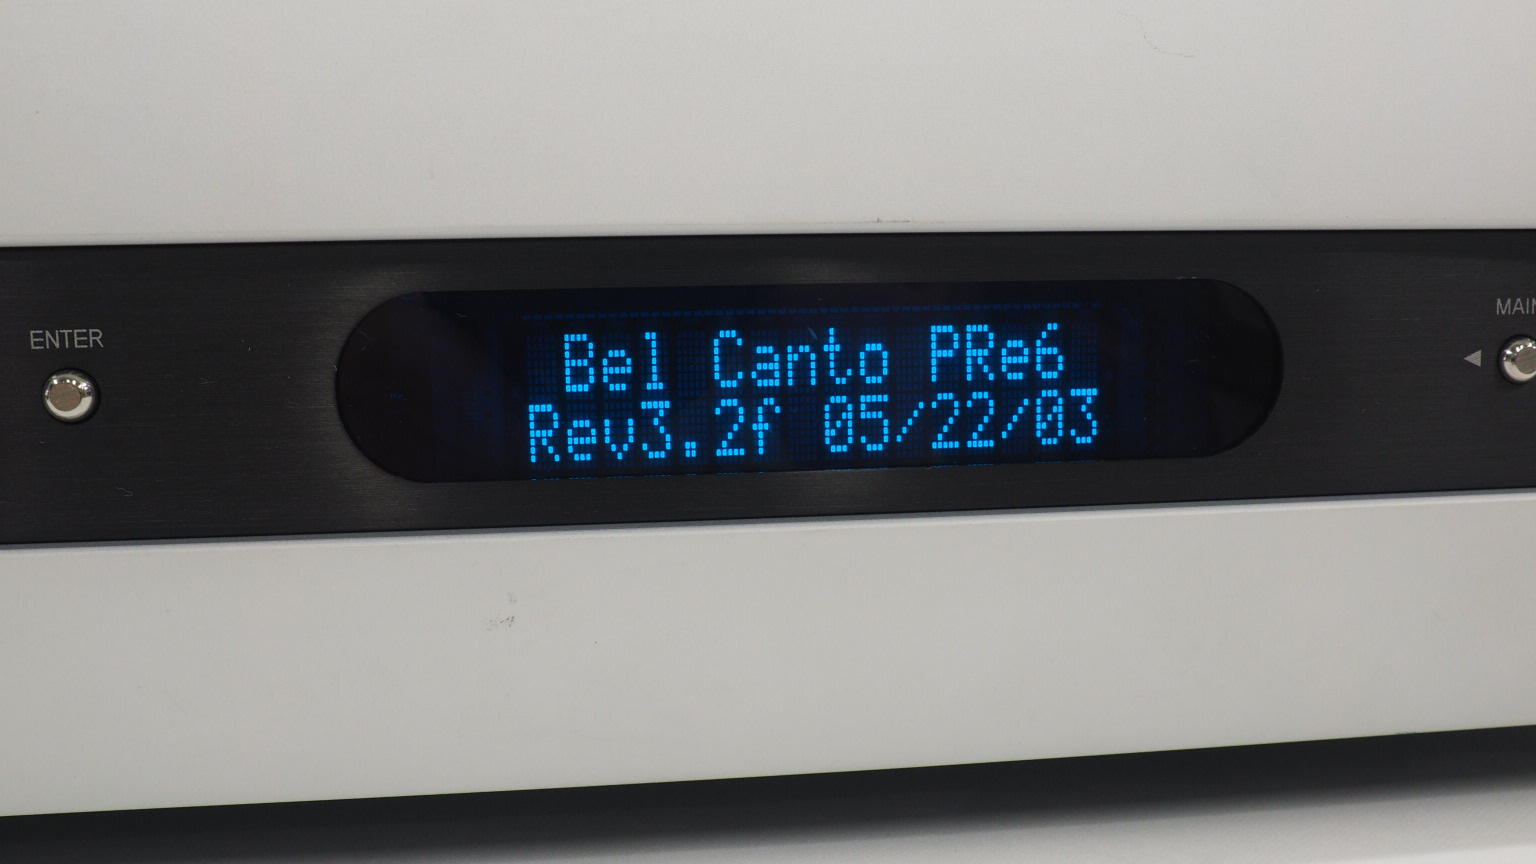 Bel Canto PRe6
Rev3.2f 05/22/03
ENTER
MAIN